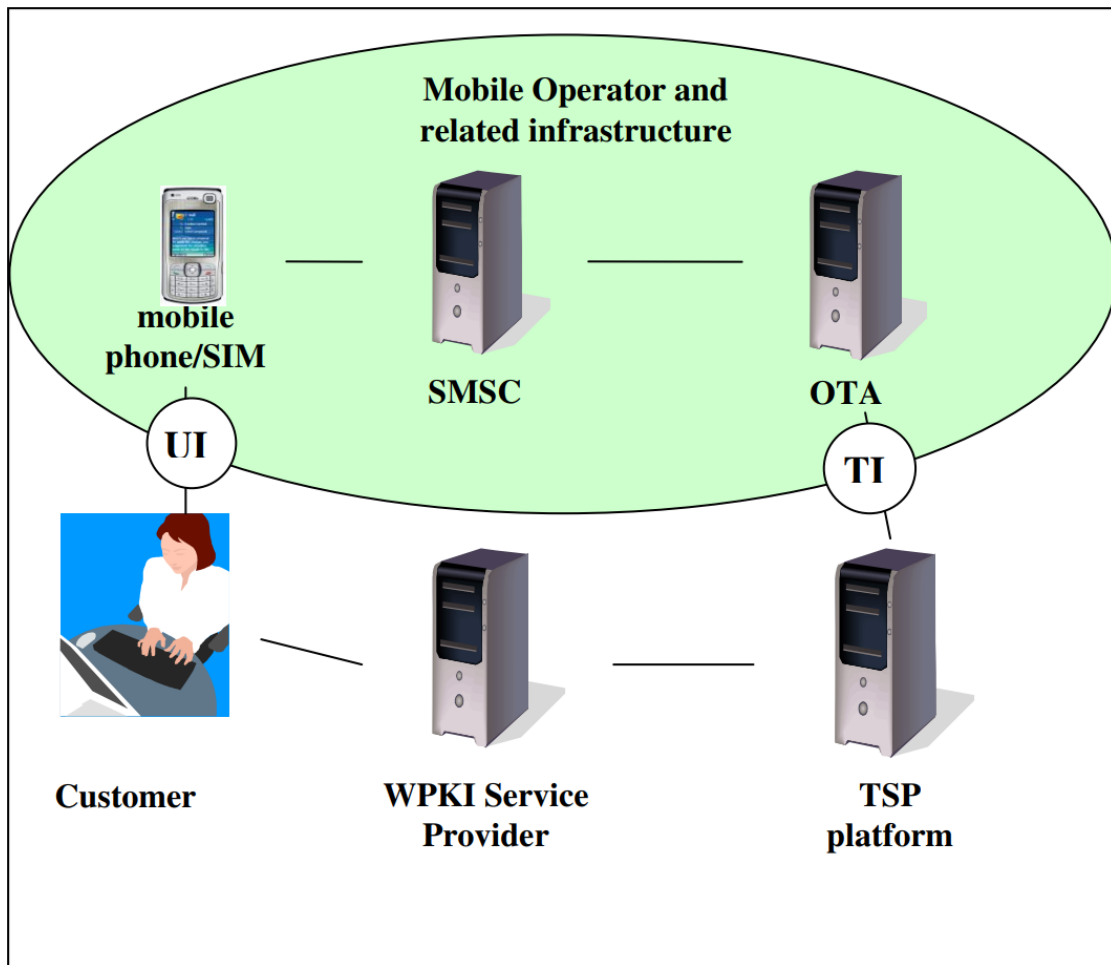 Mobile Operator and
related infrastructure
mobile
phone/SIM
SMSC
OTA
UI
TI
Customer
WPKI Service
Provider
TSP
platform